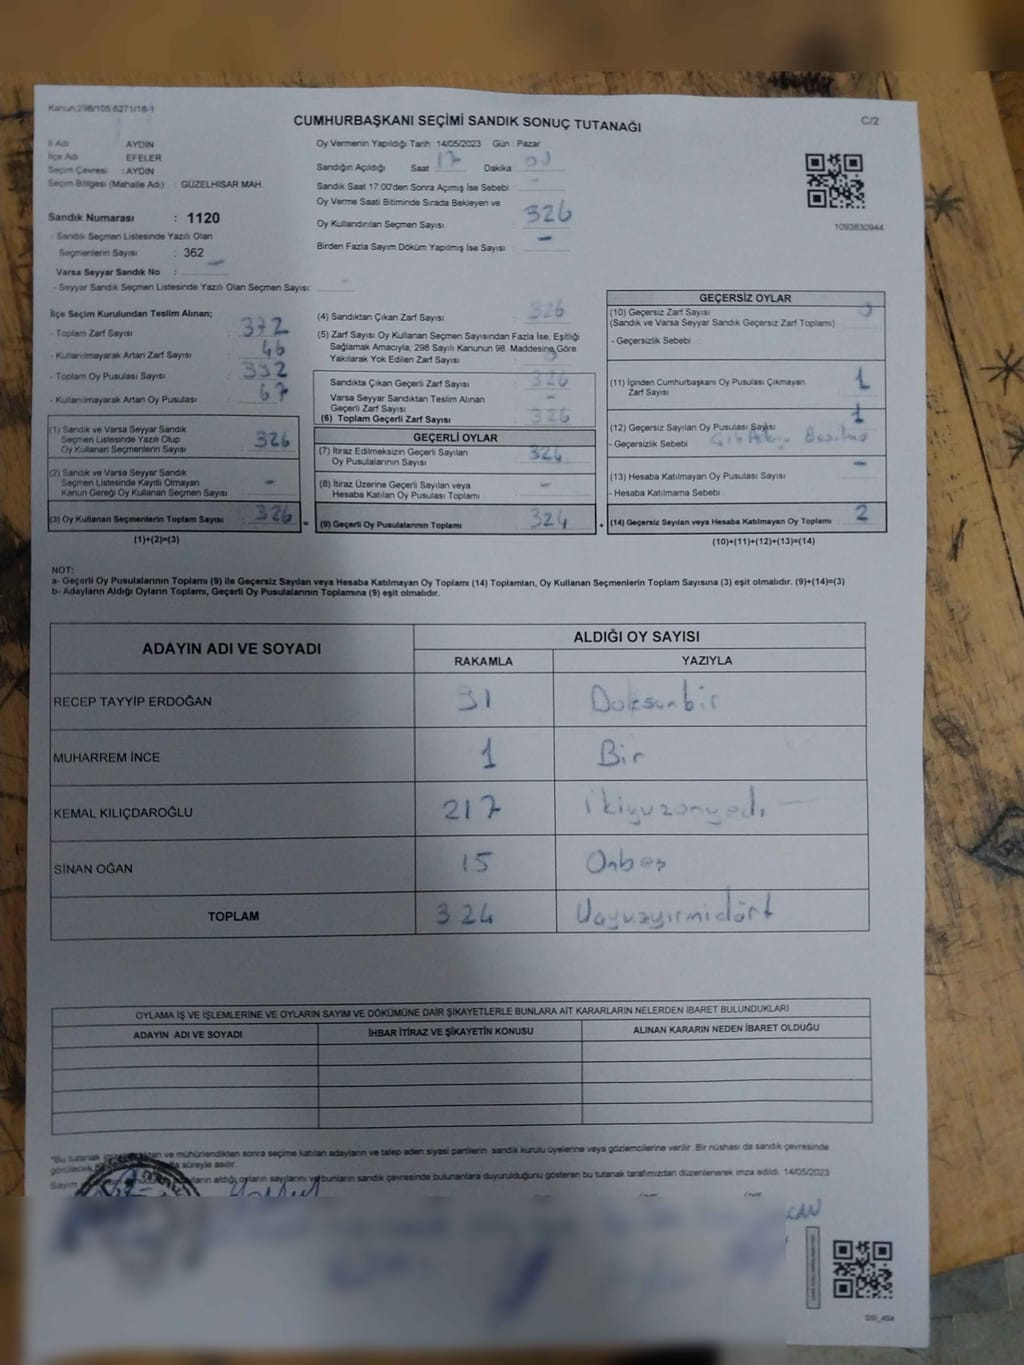 Kanun:298/105;6271/18-1
CUMHURBAŞKANI SEÇİMİ SANDIK SONUÇ TUTANAĞI
C/2
İl Adı AYDIN
İlçe Adı : EFELER
Seçim Çevresi : AYDIN
Seçim Bölgesi (Mahalle Adı) : GÜZELHİSAR MAH.
Sandık Numarası : 1120
- Sandık Seçmen Listesinde Yazılı Olan
Seçmenlerin Sayısı : 362
Varsa Seyyar Sandık No : -
- Seyyar Sandık Seçmen Listesinde Yazılı Olan Seçmen Sayısı: -
Oy Vermenin Yapıldığı Tarih 14/05/2023 Gün : Pazar
Sandığın Açıldığı Saat 17 Dakika
Sandık Saat 17:00'den Sonra Açımış İse Sebebi : -
Oy Verme Saati Bitiminde Sırada Bekleyen ve
Oy Kullandırılan Seçmen Sayısı : 326
Birden Fazla Sayım Döküm Yapılmış İse Sayısı : -
1093830944
İlçe Seçim Kurulundan Teslim Alınan;
- Toplam Zarf Sayısı : 372
- Kullanılmayarak Artan Zarf Sayısı : 46
- Toplam Oy Pusulası Sayısı : 392
- Kullanılmayarak Artan Oy Pusulası : 67
(1) Sandık ve Varsa Seyyar Sandık
Seçmen Listesinde Yazılı Olup
Oy Kullanan Seçmenlerin Sayısı : 326
(2) Sandık ve Varsa Seyyar Sandık
Seçmen Listesinde Kayıtlı Olmayan
Kanun Gereği Oy Kullanan Seçmen Sayısı : -
(3) Oy Kullanan Seçmenlerin Toplam Sayısı : 326
(1)+(2)=(3)
(4) Sandıktan Çıkan Zarf Sayısı : 326
(5) Zarf Sayısı Oy Kullanan Seçmen Sayısından Fazla İse, Eşitliği
Sağlamak Amacıyla; 298 Sayılı Kanunun 98. Maddesine Göre
Yakılarak Yok Edilen Zarf Sayısı :
Sandıkta Çıkan Geçerli Zarf Sayısı : 326
Varsa Seyyar Sandıktan Teslim Alınan
Geçerli Zarf Sayısı : -
(6) Toplam Geçerli Zarf Sayısı : 326
GEÇERLİ OYLAR
(7) İtiraz Edilmeksizin Geçerli Sayılan
Oy Pusulalarının Sayısı : 324
(8) İtiraz Üzerine Geçerli Sayılan veya
Hesaba Katılan Oy Pusulası Toplamı : -
= (9) Geçerli Oy Pusulalarının Toplamı : 324
GEÇERSİZ OYLAR
(10) Geçersiz Zarf Sayısı
(Sandık ve Varsa Seyyar Sandık Geçersiz Zarf Toplamı)
- Geçersizlik Sebebi :
(11) İçinden Cumhurbaşkanı Oy Pusulası Çıkmayan
Zarf Sayısı : 1
(12) Geçersiz Sayılan Oy Pusulası Sayısı : 1
- Geçersizlik Sebebi :
(13) Hesaba Katılmayan Oy Pusulası Sayısı : -
- Hesaba Katılmama Sebebi :
+ (14) Geçersiz Sayılan veya Hesaba Katılmayan Oy Toplamı : 2
(10)+(11)+(12)+(13)=(14)
NOT:
a- Geçerli Oy Pusulalarının Toplamı (9) ile Geçersiz Sayılan veya Hesaba Katılmayan Oy Toplamı (14) Toplamları, Oy Kullanan Seçmenlerin Toplam Sayısına (3) eşit olmalıdır. (9)+(14)=(3)
b- Adayların Aldığı Oyların Toplamı, Geçerli Oy Pusulalarının Toplamına (9) eşit olmalıdır.
ADAYIN ADI VE SOYADI ALDIĞI OY SAYISI
RAKAMLA YAZIYLA
RECEP TAYYİP ERDOĞAN 91 Doksanbir
MUHARREM İNCE 1 Bir
KEMAL KILIÇDAROĞLU 217 ikiyuzonyedi
SİNAN OĞAN 15 Onbeş
TOPLAM 324 Uçyuzyirmidört
OYLAMA İŞ VE İŞLEMLERİNE VE OYLARIN SAYIM VE DÖKÜMÜNE DAİR ŞİKAYETLERLE BUNLARA AİT KARARLARIN NELERDEN İBARET BULUNDUKLARI
ADAYIN ADI VE SOYADI İHBAR İTİRAZ VE ŞİKAYETİN KONUSU ALINAN KARARIN NEDEN İBARET OLDUĞU
*Bu tutanak ve mühürlendikten sonra seçime katılan adayların ve talep eden siyasi partilerin sandık kurulu üyelerine veya gözlemcilerine verilir. Bir nüshası da sandık çevresinde
görülecek süreyle asılır.
Sayım aldığı oyların sayılarını ve bunların sandık çevresinde bulunanlara duyurulduğunu gösteren bu tutanak tarafımızdan düzenlenerek imza edildi. 14/05/2023